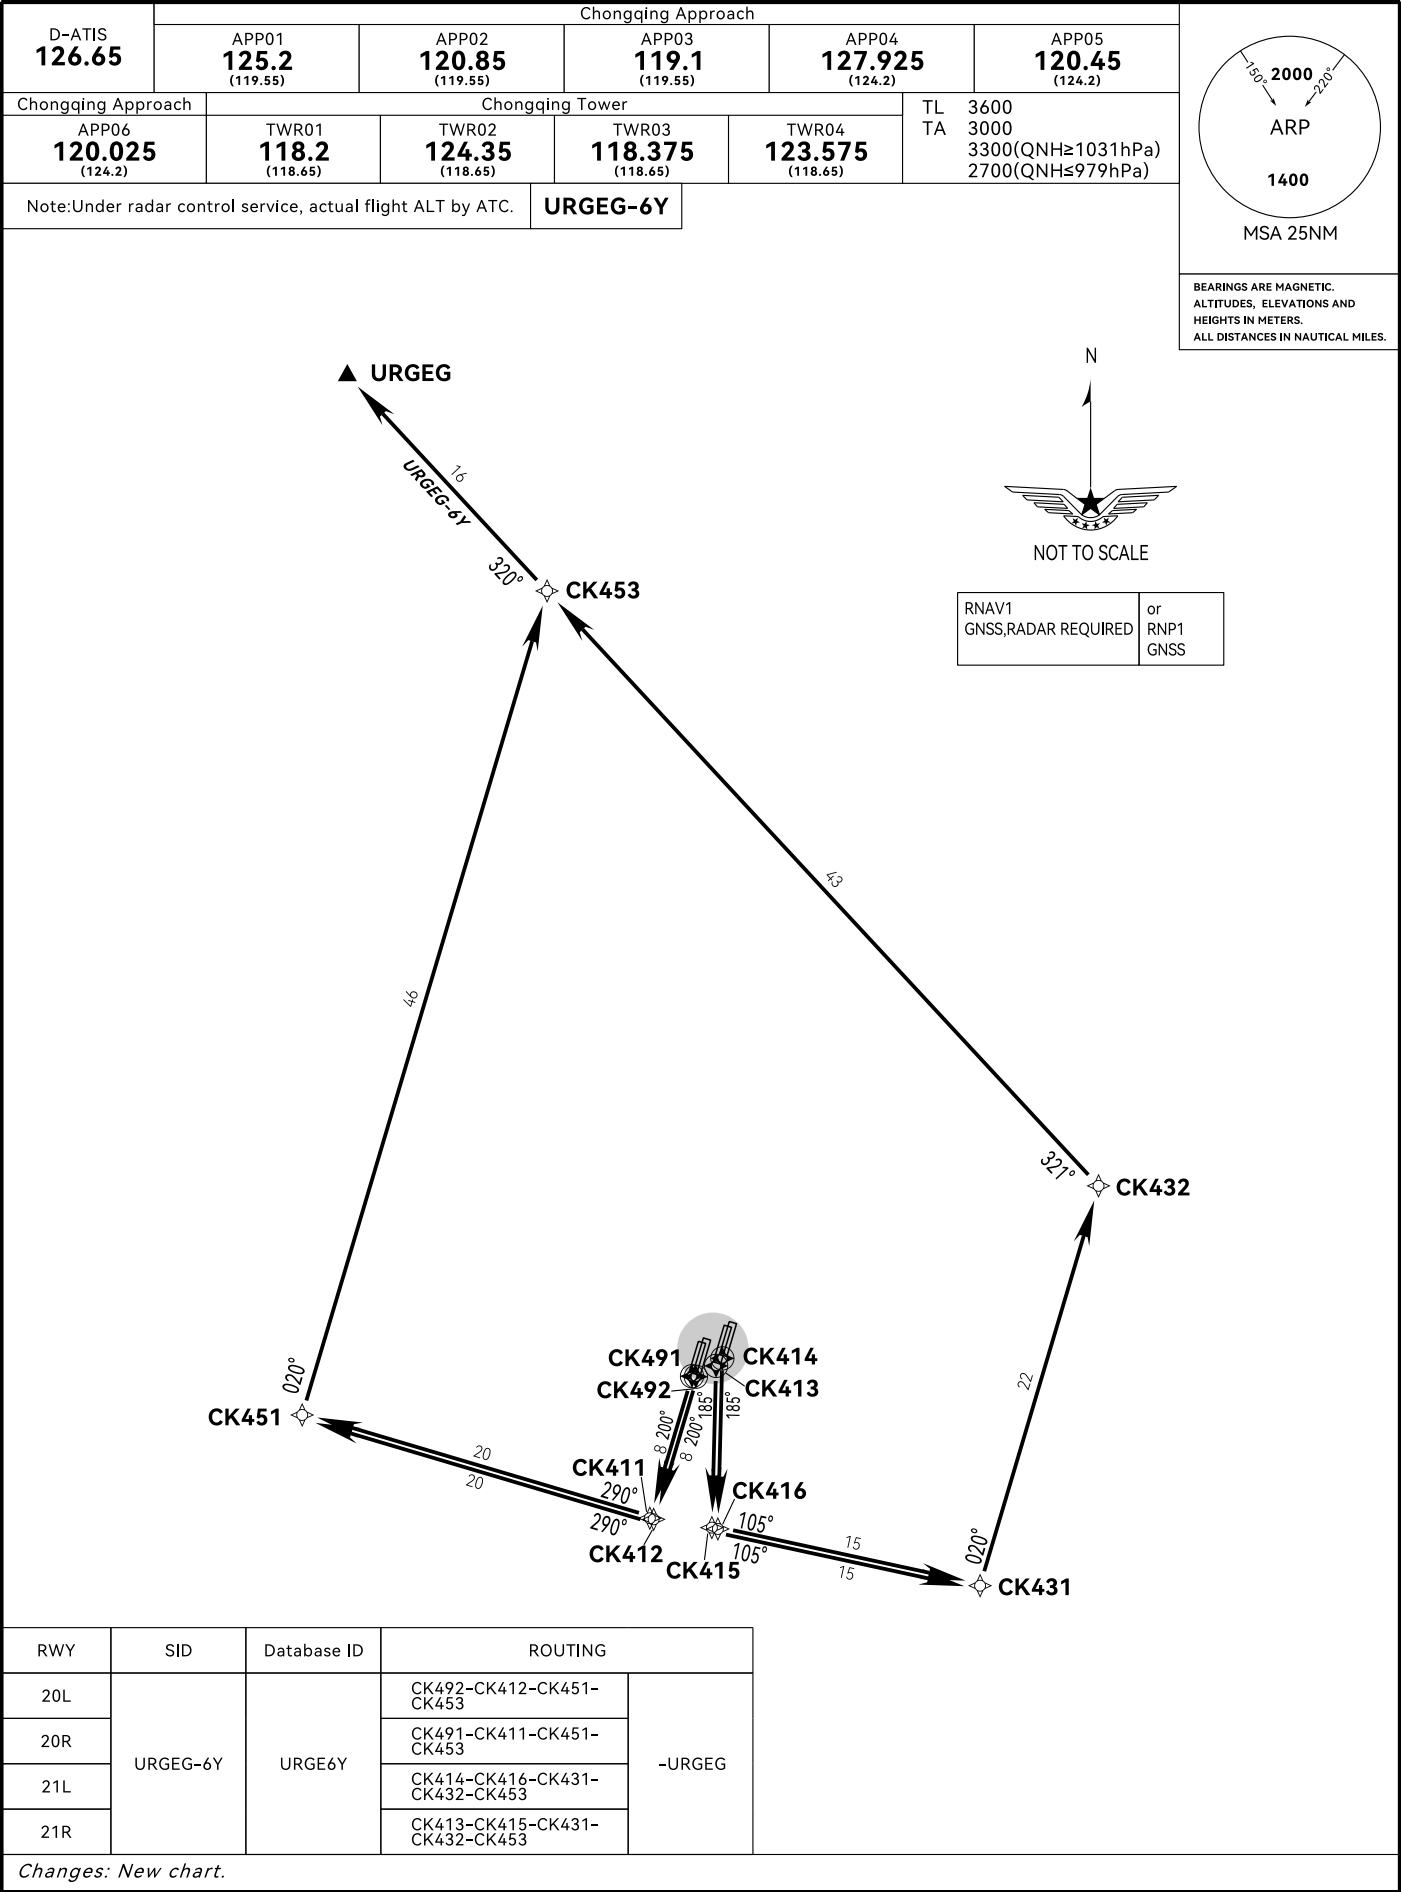 D-ATIS
126.65
Chongqing Approach
APP01
125.2
(119.55)
APP02
120.85
(119.55)
APP03
119.1
(119.55)
APP04
127.925
(124.2)
APP05
120.45
(124.2)
Chongqing Approach
APP06
120.025
(124.2)
Chongqing Tower
TWR01
118.2
(118.65)
TWR02
124.35
(118.65)
TWR03
118.375
(118.65)
TWR04
123.575
(118.65)
TL 3600
TA 3000
3300(QNH≥1031hPa)
2700(QNH≤979hPa)
150°
2000
220°
ARP
1400
MSA 25NM
Note:Under radar control service, actual flight ALT by ATC.
URGEG-6Y
BEARINGS ARE MAGNETIC.
ALTITUDES, ELEVATIONS AND
HEIGHTS IN METERS.
ALL DISTANCES IN NAUTICAL MILES.
N
NOT TO SCALE
RNAV1
GNSS,RADAR REQUIRED
or
RNP1
GNSS
URGEG
16
URGEG-6Y
320°
CK453
43
46
321°
CK432
22
CK491
CK492
CK414
CK413
185°
185°
8 200°
8 200°
020°
CK451
20
20
CK411
290°
290°
CK412
CK416
105°
105°
CK415
15
15
020°
CK431
RWY
SID
Database ID
ROUTING
20L
CK492-CK412-CK451-
CK453
20R
CK491-CK411-CK451-
CK453
URGEG-6Y
URGE6Y
-URGEG
21L
CK414-CK416-CK431-
CK432-CK453
21R
CK413-CK415-CK431-
CK432-CK453
Changes: New chart.